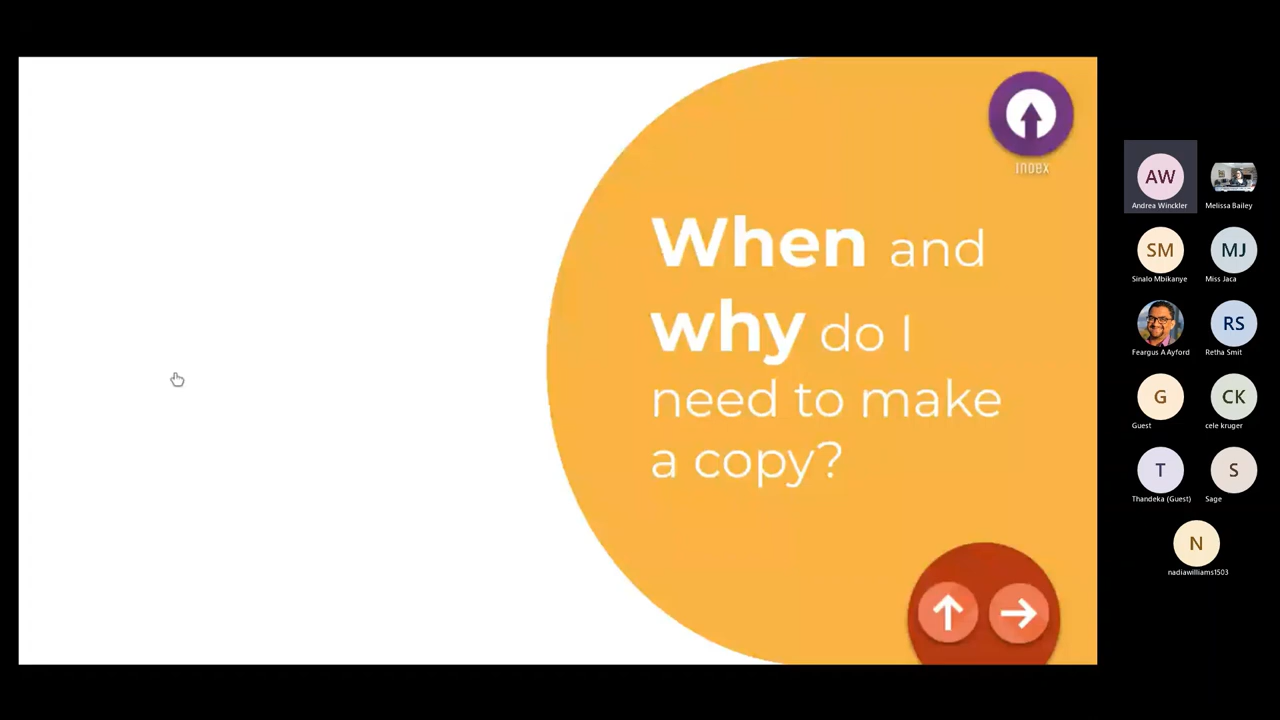 INDEX
When and
why do I
need to make
a copy?
AW
Andrea Winckler
Melissa Bailey
SM
Sinalo Mbikanye
MJ
Miss Jaca
Feargus A Ayford
RS
Retha Smit
G
Guest
CK
cele kruger
T
Thandeka (Guest)
S
Sage
N
nadiawilliams1503